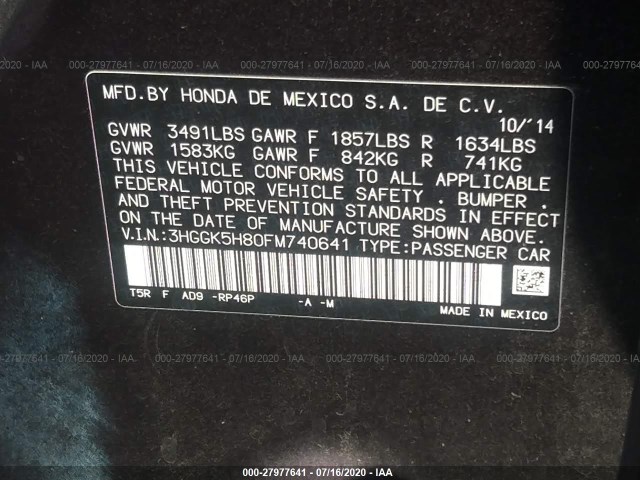 000-27977641 07/16/2020 - IAA
MFD.BY HONDA DE MEXICO S.A. DE C.V.
10/'14
GVWR 3491LBS GAWR F 1857LBS R 1634LBS
GVWR 1583KG GAWR F 842KG R 741KG
THIS VEHICLE CONFORMS TO ALL APPLICABLE
FEDERAL MOTOR VEHICLE SAFETY . BUMPER .
AND THEFT PREVENTION STANDARDS IN EFFECT
ON THE DATE OF MANUFACTURE SHOWN ABOVE.
V.I.N.:3HGGK5H80FM740641 TYPE:PASSENGER CAR
T5R F AD9 -RP46P -A -M
MADE IN MEXICO
000-27977641 - 07/16/2020 - IAA